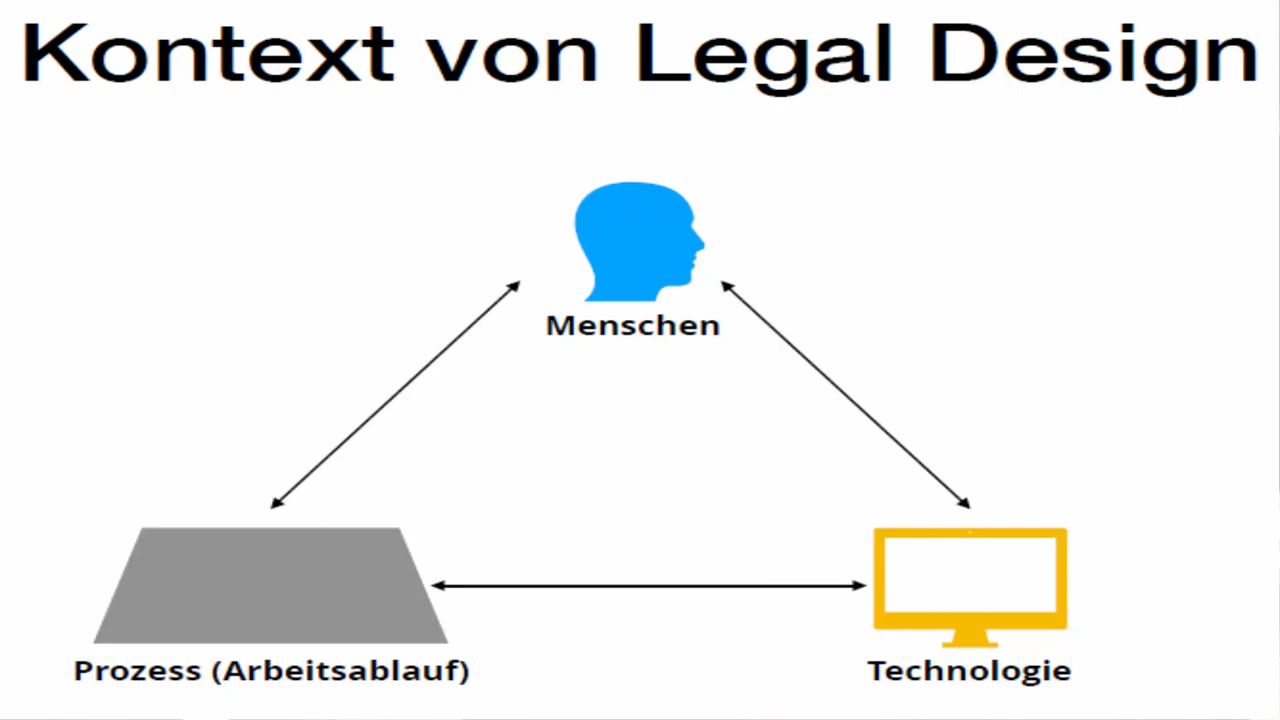 Kontext von Legal Design
Menschen
Prozess (Arbeitsablauf)
Technologie